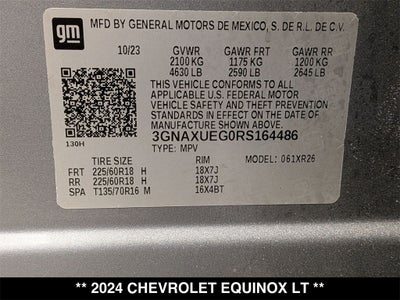 gm
MFD BY GENERAL MOTORS DE MEXICO, S. DE R.L. DE C.V.
10/23 GVWR GAWR FRT GAWR RR
2100 KG 1175 KG 1200 KG
4630 LB 2590 LB 2645 LB
THIS VEHICLE CONFORMS TO ALL
APPLICABLE U.S. FEDERAL MOTOR
VEHICLE SAFETY AND THEFT PREVENTION
STANDARDS IN EFFECT ON THE DATE OF
MANUFACTURE SHOWN ABOVE.
3GNAXUEG0RS164486
130H
TYPE: MPV
TIRE SIZE RIM MODEL: 061XR26
FRT 225/60R18 H 18X7J
RR 225/60R18 H 18X7J
SPA T135/70R16 M 16X4BT
** 2024 CHEVROLET EQUINOX LT **